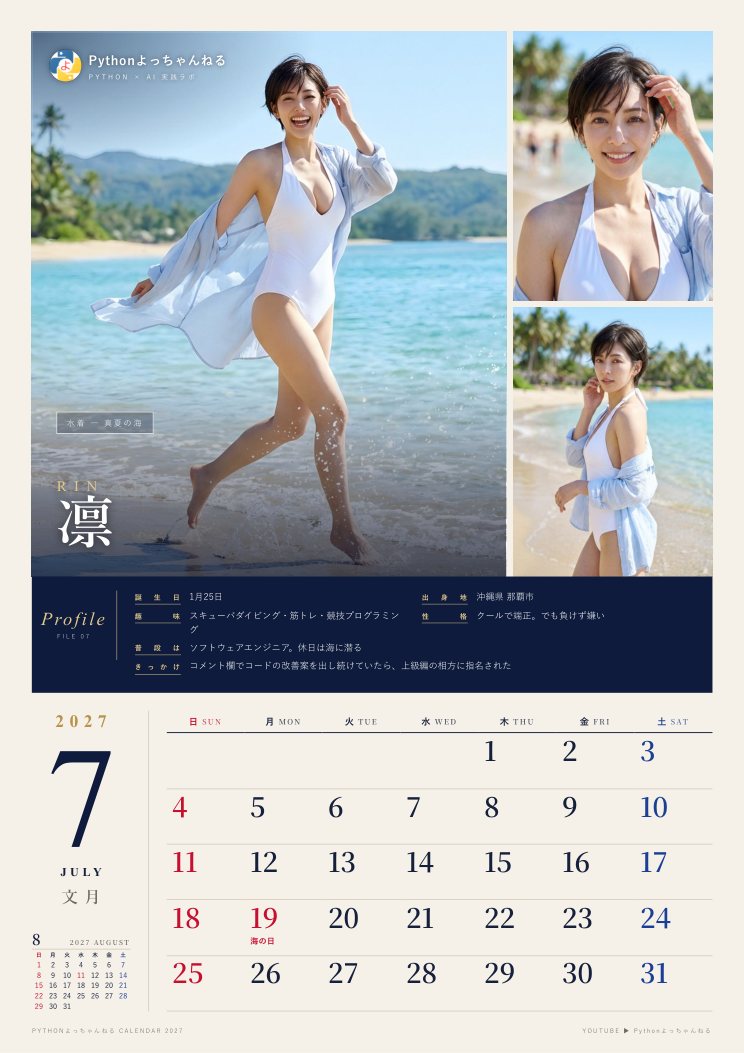 Pythonよっちゃんねる
PYTHON × AI 実践ラボ
水着 — 真夏の海
RIN
凛
Profile
FILE 07
誕生日 1月25日
趣味 スキューバダイビング・筋トレ・競技プログラミン
グ
普段は ソフトウェアエンジニア。休日は海に潜る
きっかけ コメント欄でコードの改善案を出し続けていたら、上級編の相方に指名された
出身地 沖縄県 那覇市
性格 クールで端正。でも負けず嫌い
2027
7
JULY
文月
日 SUN 月 MON 火 TUE 水 WED 木 THU 金 FRI 土 SAT
1 2 3
4 5 6 7 8 9 10
11 12 13 14 15 16 17
18 19 20 21 22 23 24
海の日
25 26 27 28 29 30 31
8 2027 AUGUST
日 月 火 水 木 金 土
1 2 3 4 5 6 7
8 9 10 11 12 13 14
15 16 17 18 19 20 21
22 23 24 25 26 27 28
29 30 31
PYTHONよっちゃんねる CALENDAR 2027
YOUTUBE ▶ Pythonよっちゃんねる